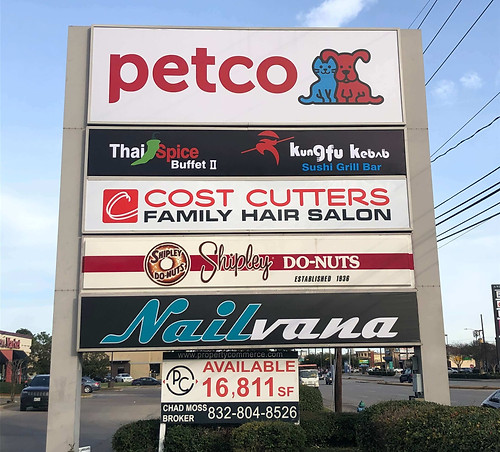 petco
Thai Spice
Buffet II
Kungfu Kebab
Sushi Grill Bar
C COST CUTTERS
FAMILY HAIR SALON
SHIPLEY DO-NUTS
Shipley DO-NUTS
ESTABLISHED 1936
Nailvana
www.propertycommerce.com
PC AVAILABLE
16,811 SF
CHAD MOSS
BROKER 832-804-8526